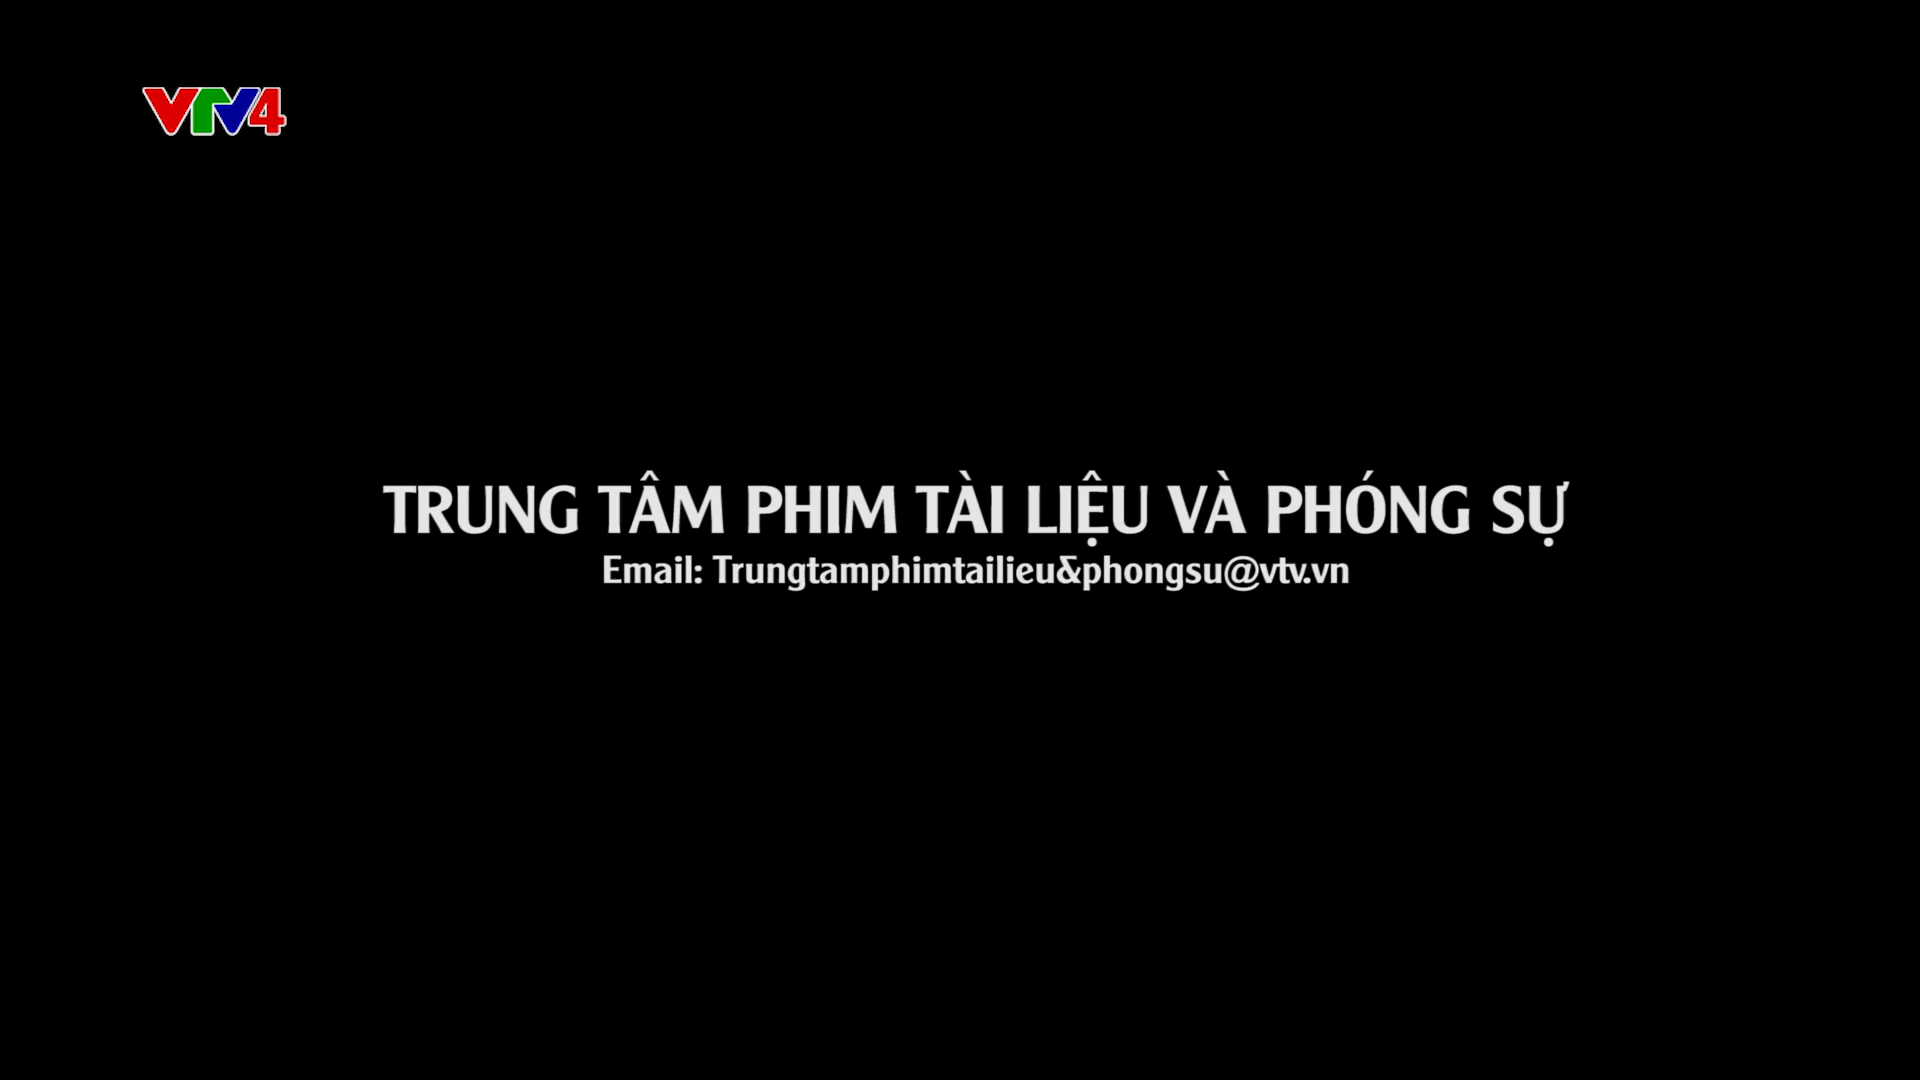 VTV4
TRUNG TÂM PHIM TÀI LIỆU VÀ PHÓNG SỰ
Email: Trungtamphimtailieu&phongsu@vtv.vn